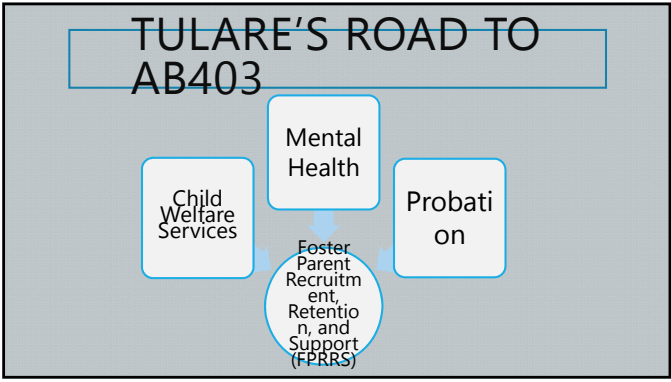 TULARE’S ROAD TO
AB403
Mental
Health
Child
Welfare
Services
Probati
on
Foster
Parent
Recruitm
ent,
Retentio
n, and
Support
(FPRRS)